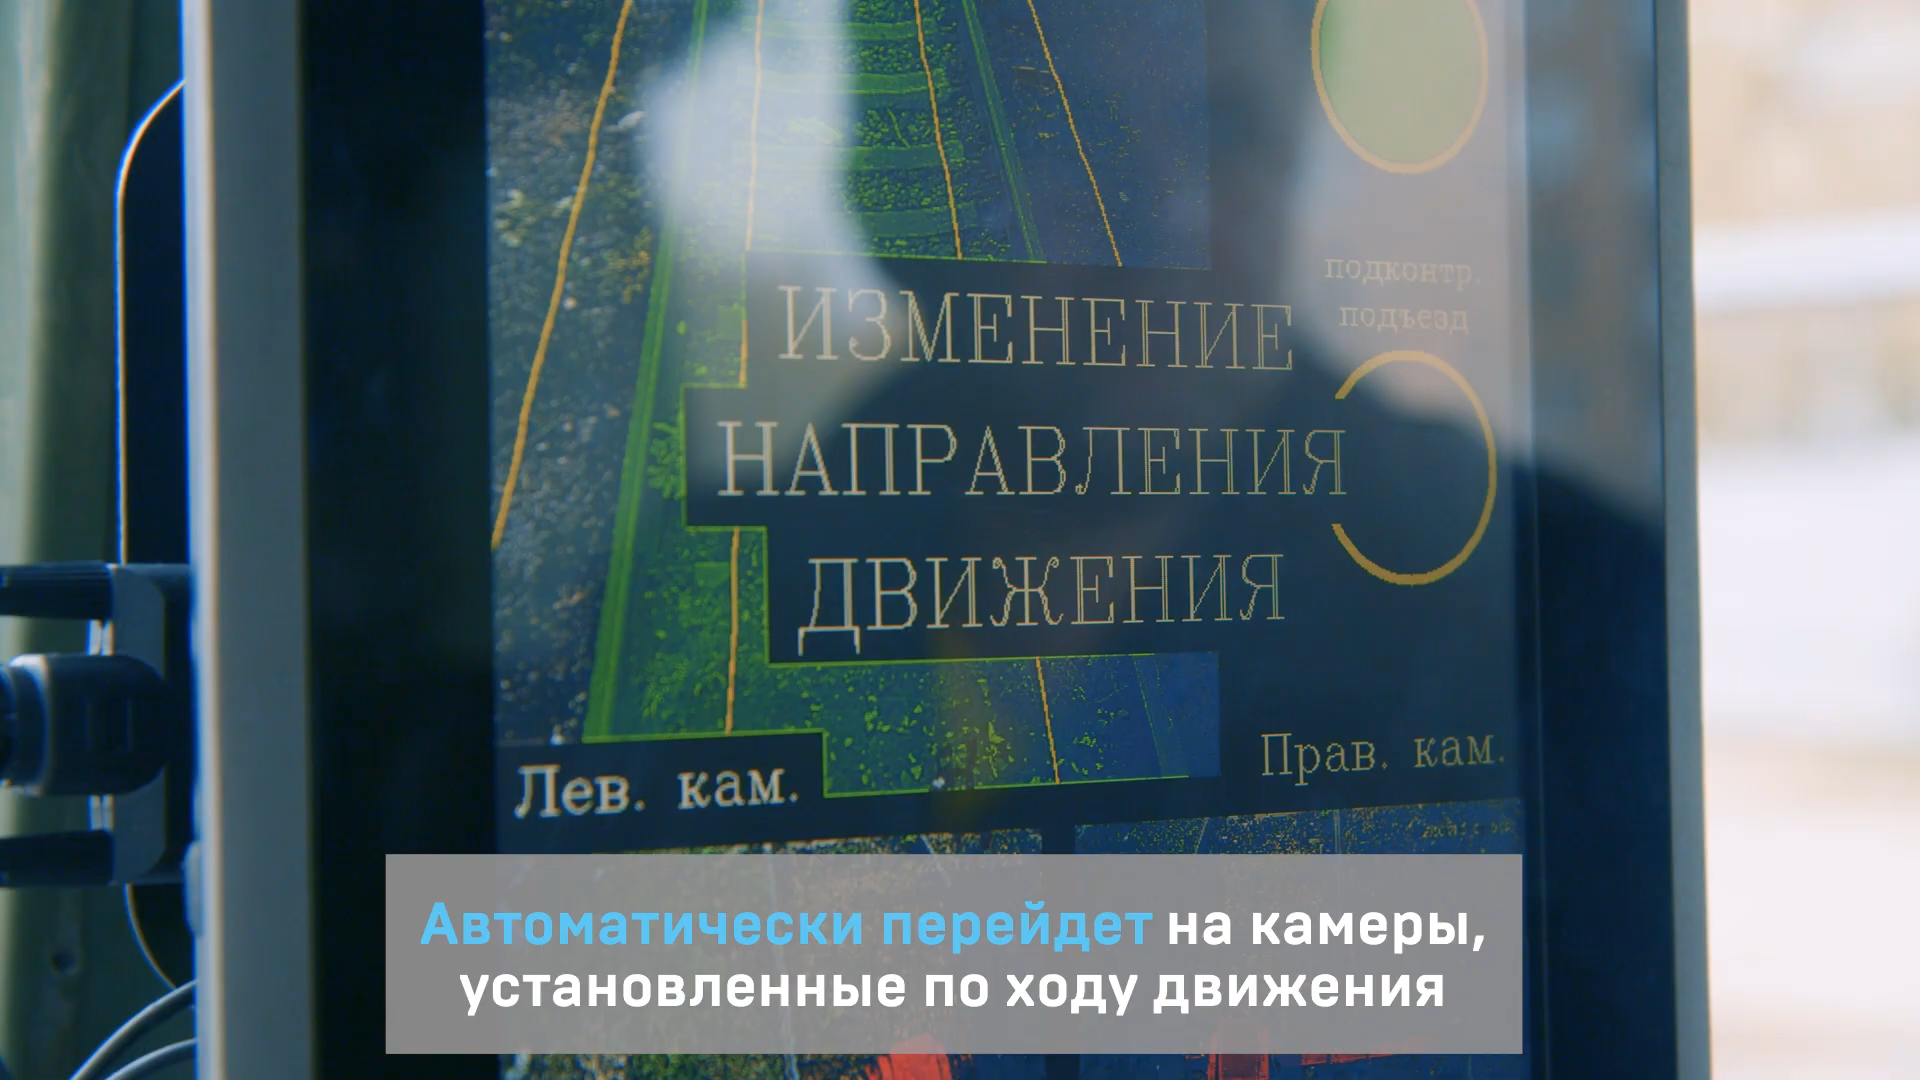 подконтр.
подъезд
ИЗМЕНЕНИЕ
НАПРАВЛЕНИЯ
ДВИЖЕНИЯ
Лев. кам.
Прав. кам.
Автоматически перейдет на камеры,
установленные по ходу движения